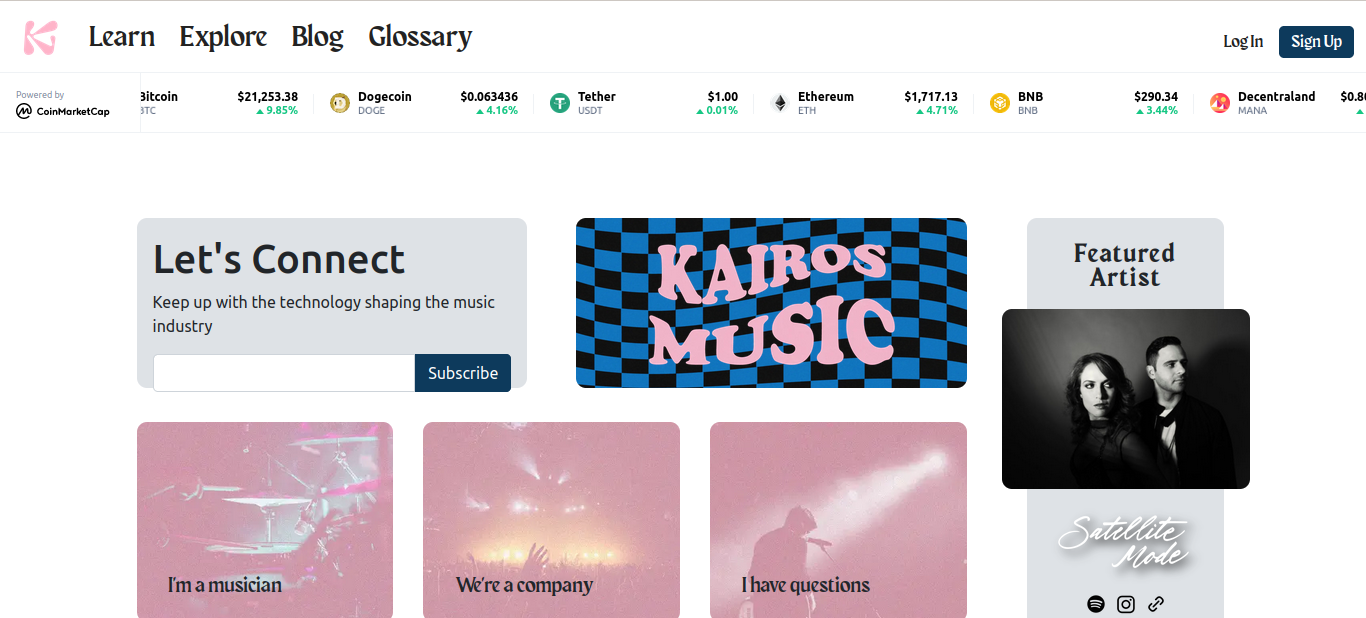 K
Learn Explore Blog Glossary
Log In Sign Up
Powered by
CoinMarketCap
Bitcoin $21,253.38
BTC 9.85%
Dogecoin $0.063436
DOGE 4.16%
Tether $1.00
USDT 0.01%
Ethereum $1,717.13
ETH 4.71%
BNB $290.34
BNB 3.44%
Decentraland
MANA
Let's Connect
Keep up with the technology shaping the music
industry
Subscribe
KAIROS
MUSIC
Featured
Artist
I'm a musician
We're a company
I have questions
Satellite
Mode